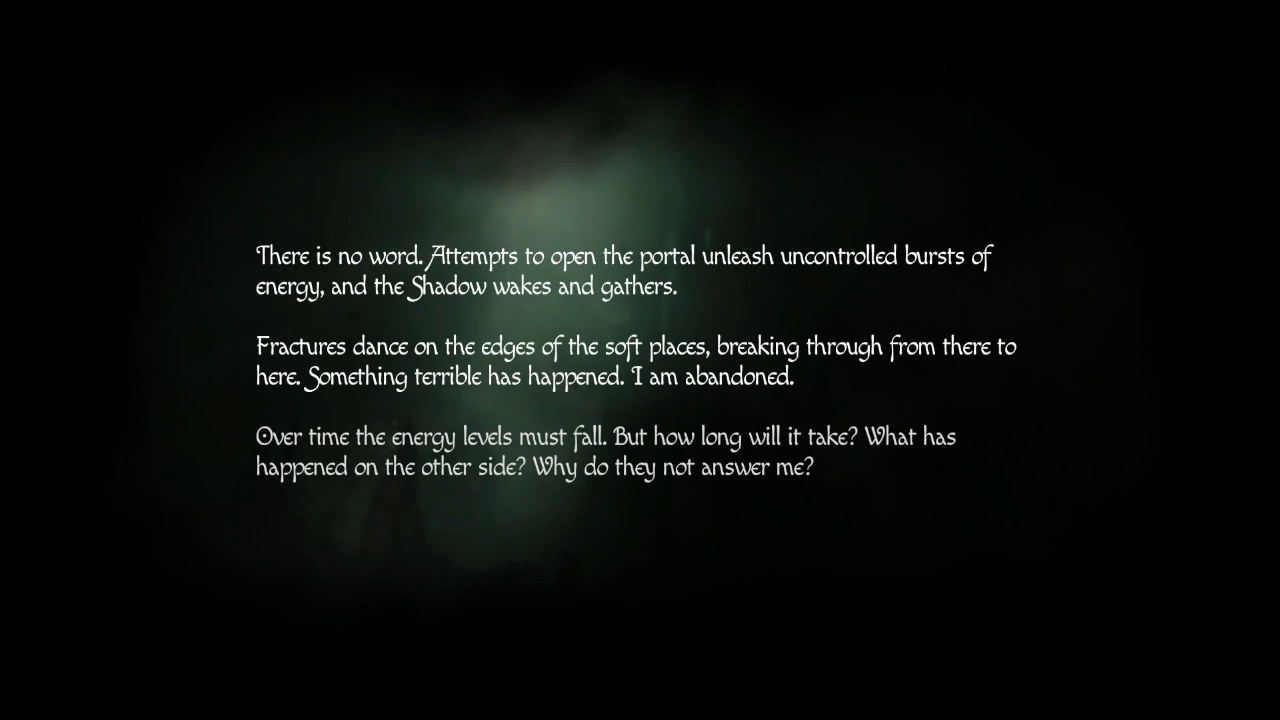 There is no word. Attempts to open the portal unleash uncontrolled bursts of
energy, and the Shadow wakes and gathers.
Fractures dance on the edges of the soft places, breaking through from there to
here. Something terrible has happened. I am abandoned.
Over time the energy levels must fall. But how long will it take? What has
happened on the other side? Why do they not answer me?